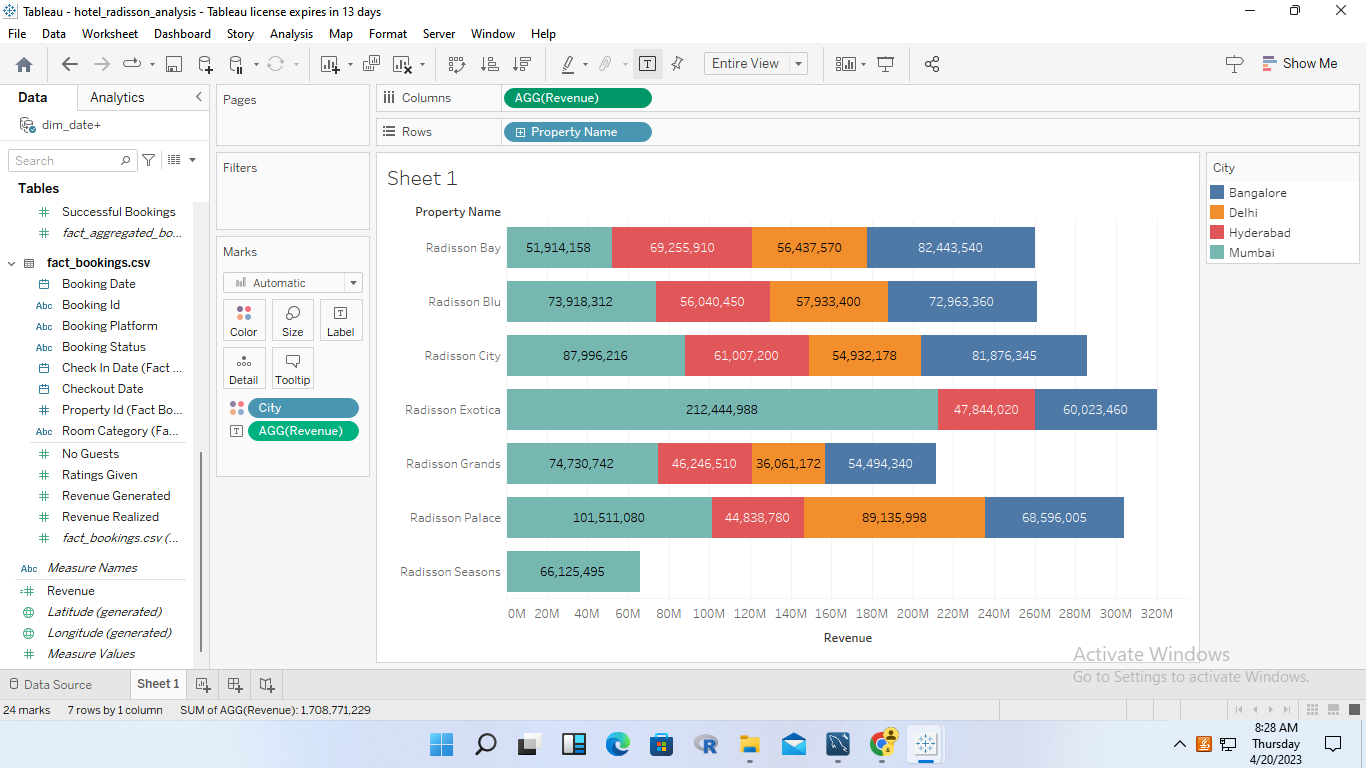 Tableau - hotel_radisson_analysis - Tableau license expires in 13 days
File Data Worksheet Dashboard Story Analysis Map Format Server Window Help
Entire View
Show Me
Data Analytics
dim_date+
Search
Tables
# Successful Bookings
# fact_aggregated_bo...
fact_bookings.csv
Booking Date
Abc Booking Id
Abc Booking Platform
Abc Booking Status
Check In Date (Fact ...
Checkout Date
# Property Id (Fact Bo...
Abc Room Category (Fa...
# No Guests
# Ratings Given
# Revenue Generated
# Revenue Realized
# fact_bookings.csv (...
Abc Measure Names
=# Revenue
Latitude (generated)
Longitude (generated)
# Measure Values
Pages
Filters
Marks
Automatic
Color Size Label
Detail Tooltip
City
AGG(Revenue)
Columns AGG(Revenue)
Rows Property Name
Sheet 1
Property Name
Radisson Bay 51,914,158 69,255,910 56,437,570 82,443,540
Radisson Blu 73,918,312 56,040,450 57,933,400 72,963,360
Radisson City 87,996,216 61,007,200 54,932,178 81,876,345
Radisson Exotica 212,444,988 47,844,020 60,023,460
Radisson Grands 74,730,742 46,246,510 36,061,172 54,494,340
Radisson Palace 101,511,080 44,838,780 89,135,998 68,596,005
Radisson Seasons 66,125,495
0M 20M 40M 60M 80M 100M 120M 140M 160M 180M 200M 220M 240M 260M 280M 300M 320M
Revenue
City
Bangalore
Delhi
Hyderabad
Mumbai
Activate Windows
Go to Settings to activate Windows.
Data Source Sheet 1
24 marks 7 rows by 1 column SUM of AGG(Revenue): 1,708,771,229
8:28 AM
Thursday
4/20/2023